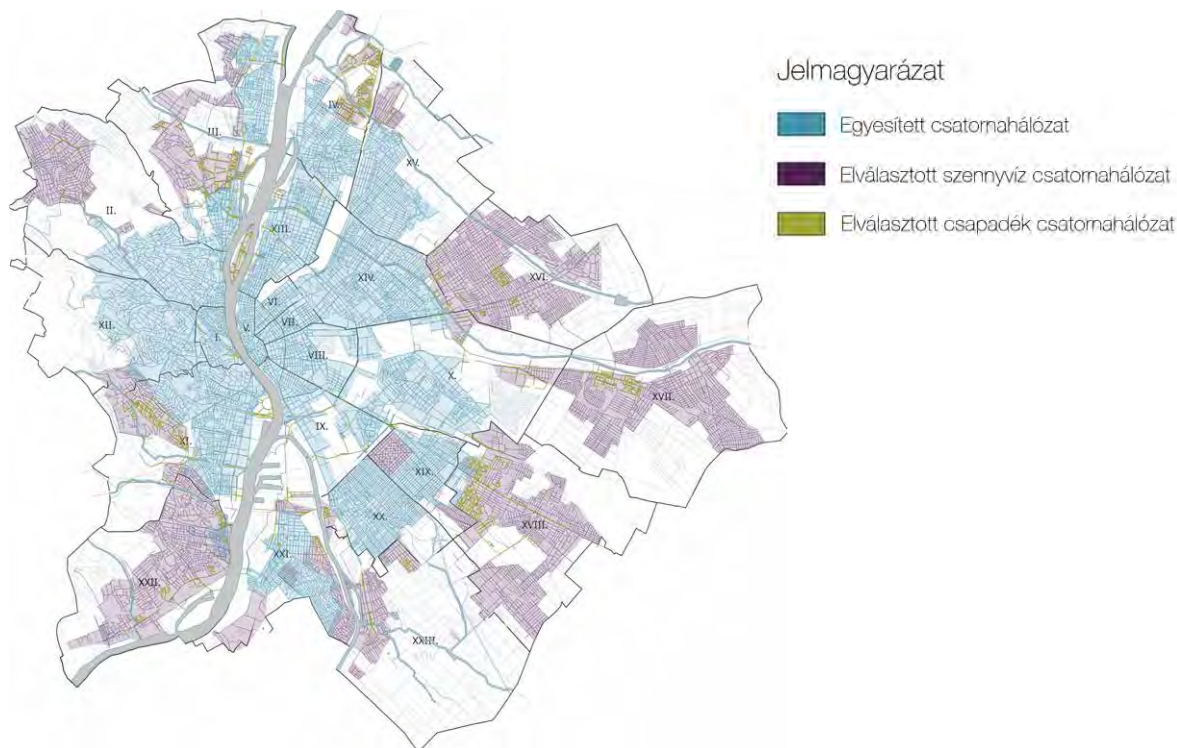 Jelmagyarázat
Egyesített csatornahálózat
Elválasztott szennyvíz csatornahálózat
Elválasztott csapadék csatornahálózat
IV.
III.
XV.
II.
XIII.
XVI.
XIV.
VI.
XII.
V.
VII.
I.
VIII.
X.
XVII.
IX.
XI.
XIX.
XX.
XVIII.
XXI.
XXII.
XXIII.